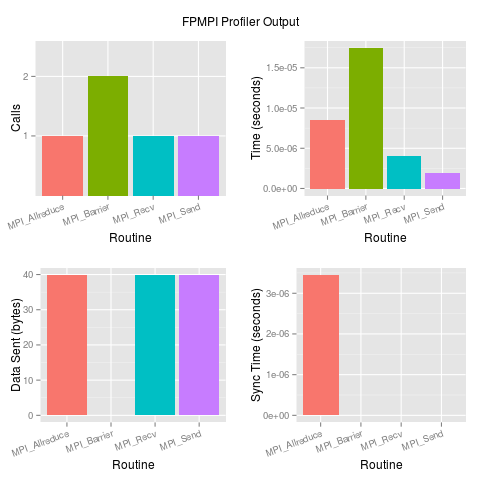 FPMPI Profiler Output
Calls
2
1
MPI_Allreduce
MPI_Barrier
MPI_Recv
MPI_Send
Routine
Time (seconds)
1.5e-05
1.0e-05
5.0e-06
0.0e+00
MPI_Allreduce
MPI_Barrier
MPI_Recv
MPI_Send
Routine
Data Sent (bytes)
40
30
20
10
0
MPI_Allreduce
MPI_Barrier
MPI_Recv
MPI_Send
Routine
Sync Time (seconds)
3e-06
2e-06
1e-06
0e+00
MPI_Allreduce
MPI_Barrier
MPI_Recv
MPI_Send
Routine